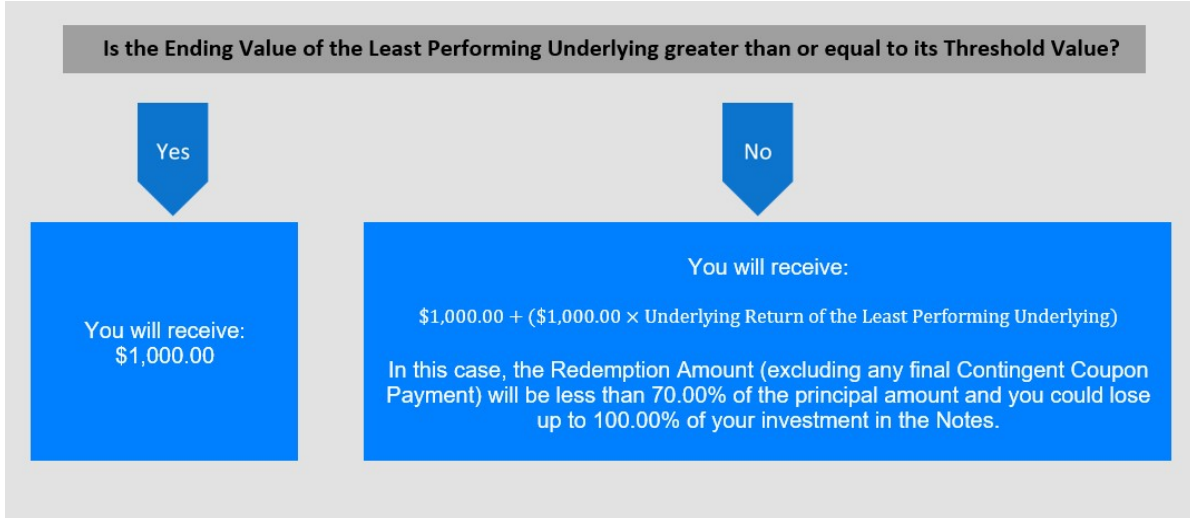 Is the Ending Value of the Least Performing Underlying greater than or equal to its Threshold Value?
Yes
No
You will receive:
$1,000.00
You will receive:
$1,000.00 + ($1,000.00 × Underlying Return of the Least Performing Underlying)
In this case, the Redemption Amount (excluding any final Contingent Coupon
Payment) will be less than 70.00% of the principal amount and you could lose
up to 100.00% of your investment in the Notes.